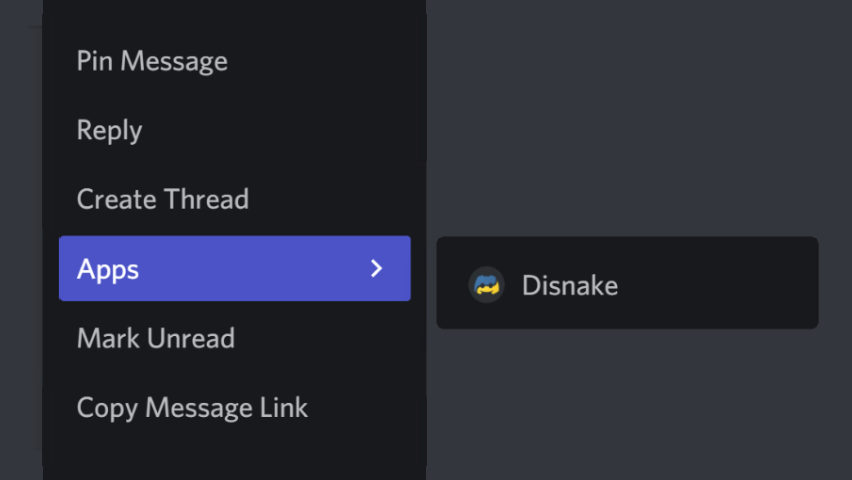 Pin Message
Reply
Create Thread
Apps
Disnake
Mark Unread
Copy Message Link